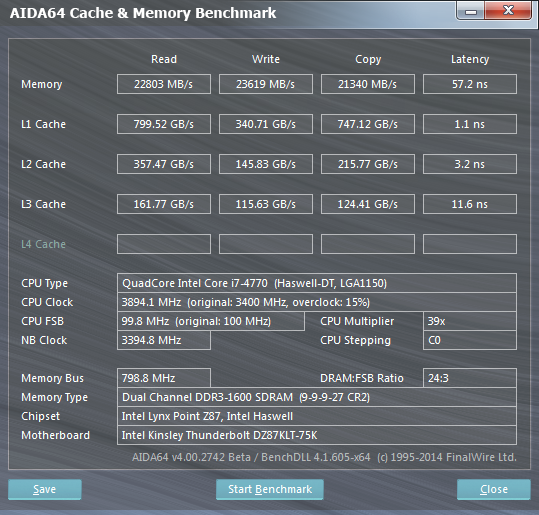 AIDA64 Cache & Memory Benchmark
Read Write Copy Latency
Memory 22803 MB/s 23619 MB/s 21340 MB/s 57.2 ns
L1 Cache 799.52 GB/s 340.71 GB/s 747.12 GB/s 1.1 ns
L2 Cache 357.47 GB/s 145.83 GB/s 215.77 GB/s 3.2 ns
L3 Cache 161.77 GB/s 115.63 GB/s 124.41 GB/s 11.6 ns
L4 Cache
CPU Type QuadCore Intel Core i7-4770 (Haswell-DT, LGA1150)
CPU Clock 3894.1 MHz (original: 3400 MHz, overclock: 15%)
CPU FSB 99.8 MHz (original: 100 MHz) CPU Multiplier 39x
NB Clock 3394.8 MHz CPU Stepping C0
Memory Bus 798.8 MHz DRAM:FSB Ratio 24:3
Memory Type Dual Channel DDR3-1600 SDRAM (9-9-9-27 CR2)
Chipset Intel Lynx Point Z87, Intel Haswell
Motherboard Intel Kinsley Thunderbolt DZ87KLT-75K
AIDA64 v4.00.2742 Beta / BenchDLL 4.1.605-x64 (c) 1995-2014 FinalWire Ltd.
Save Start Benchmark Close